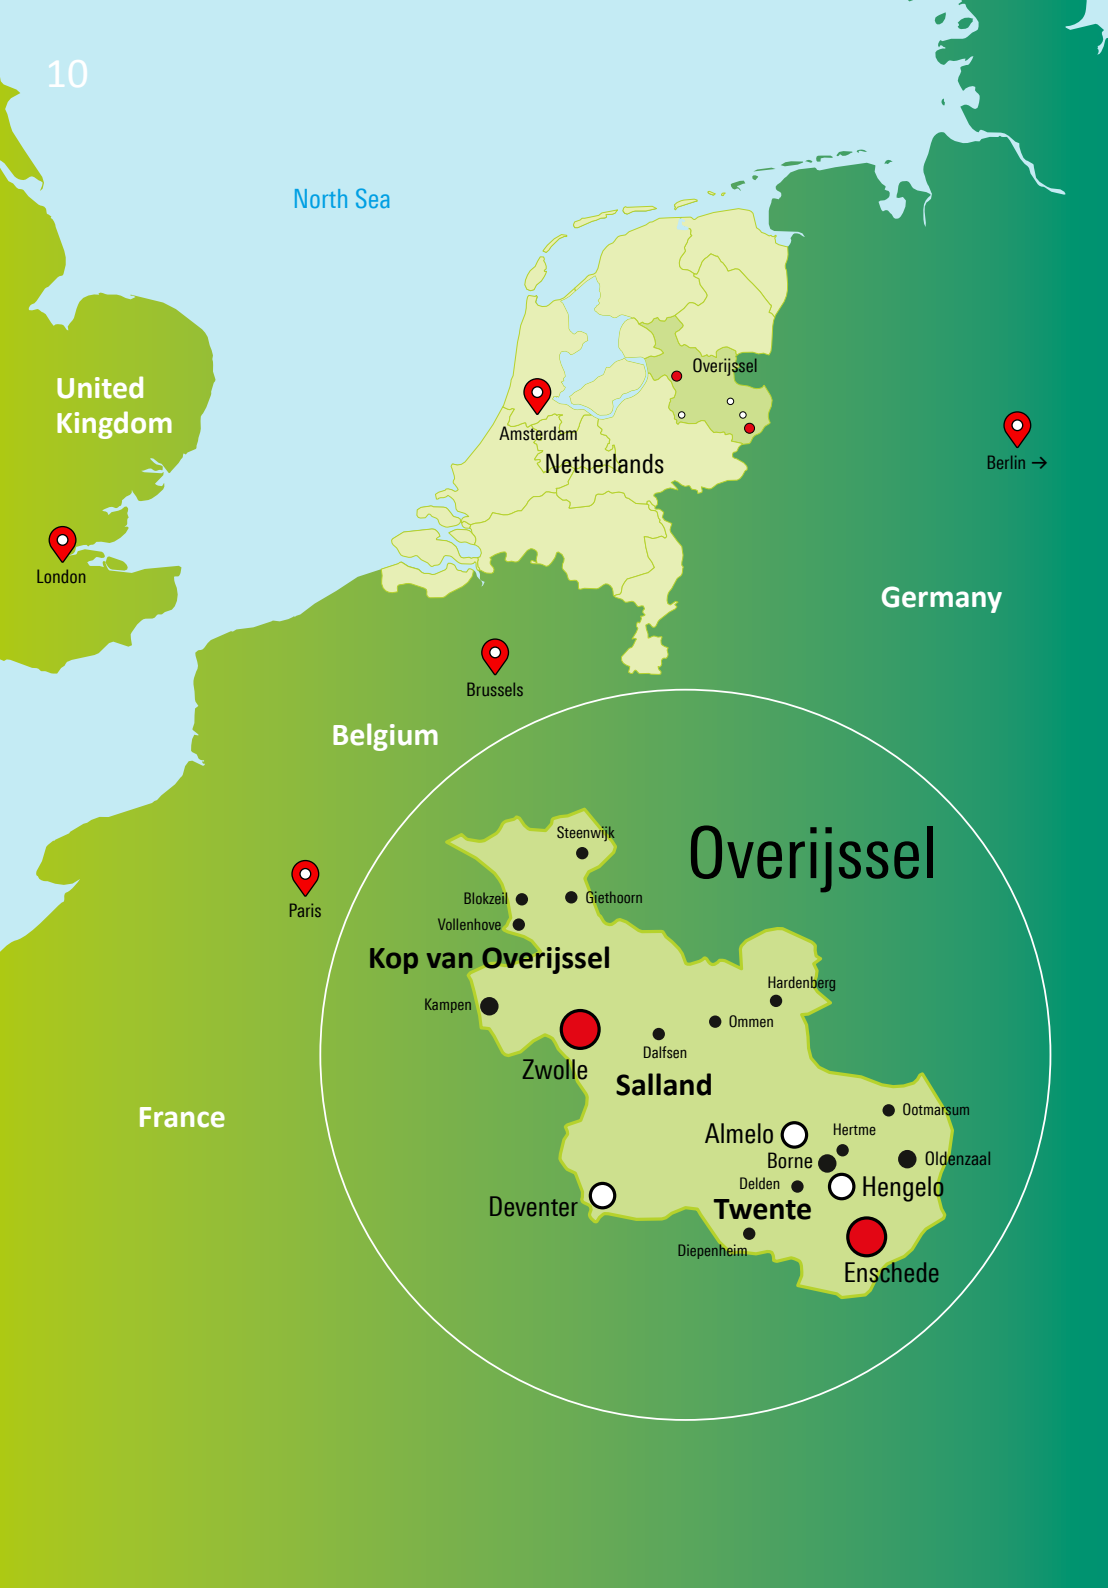 10
North Sea
United
Kingdom
Overijssel
Amsterdam
Netherlands
Berlin →
London
Germany
Brussels
Belgium
Overijssel
Steenwijk
Blokzeil
Giethoorn
Vollenhove
Paris
Kop van Overijssel
Hardenberg
Kampen
Ommen
Dalfsen
Zwolle
Salland
France
Ootmarsum
Almelo
Hertme
Borne
Oldenzaal
Delden
Hengelo
Deventer
Twente
Diepenheim
Enschede